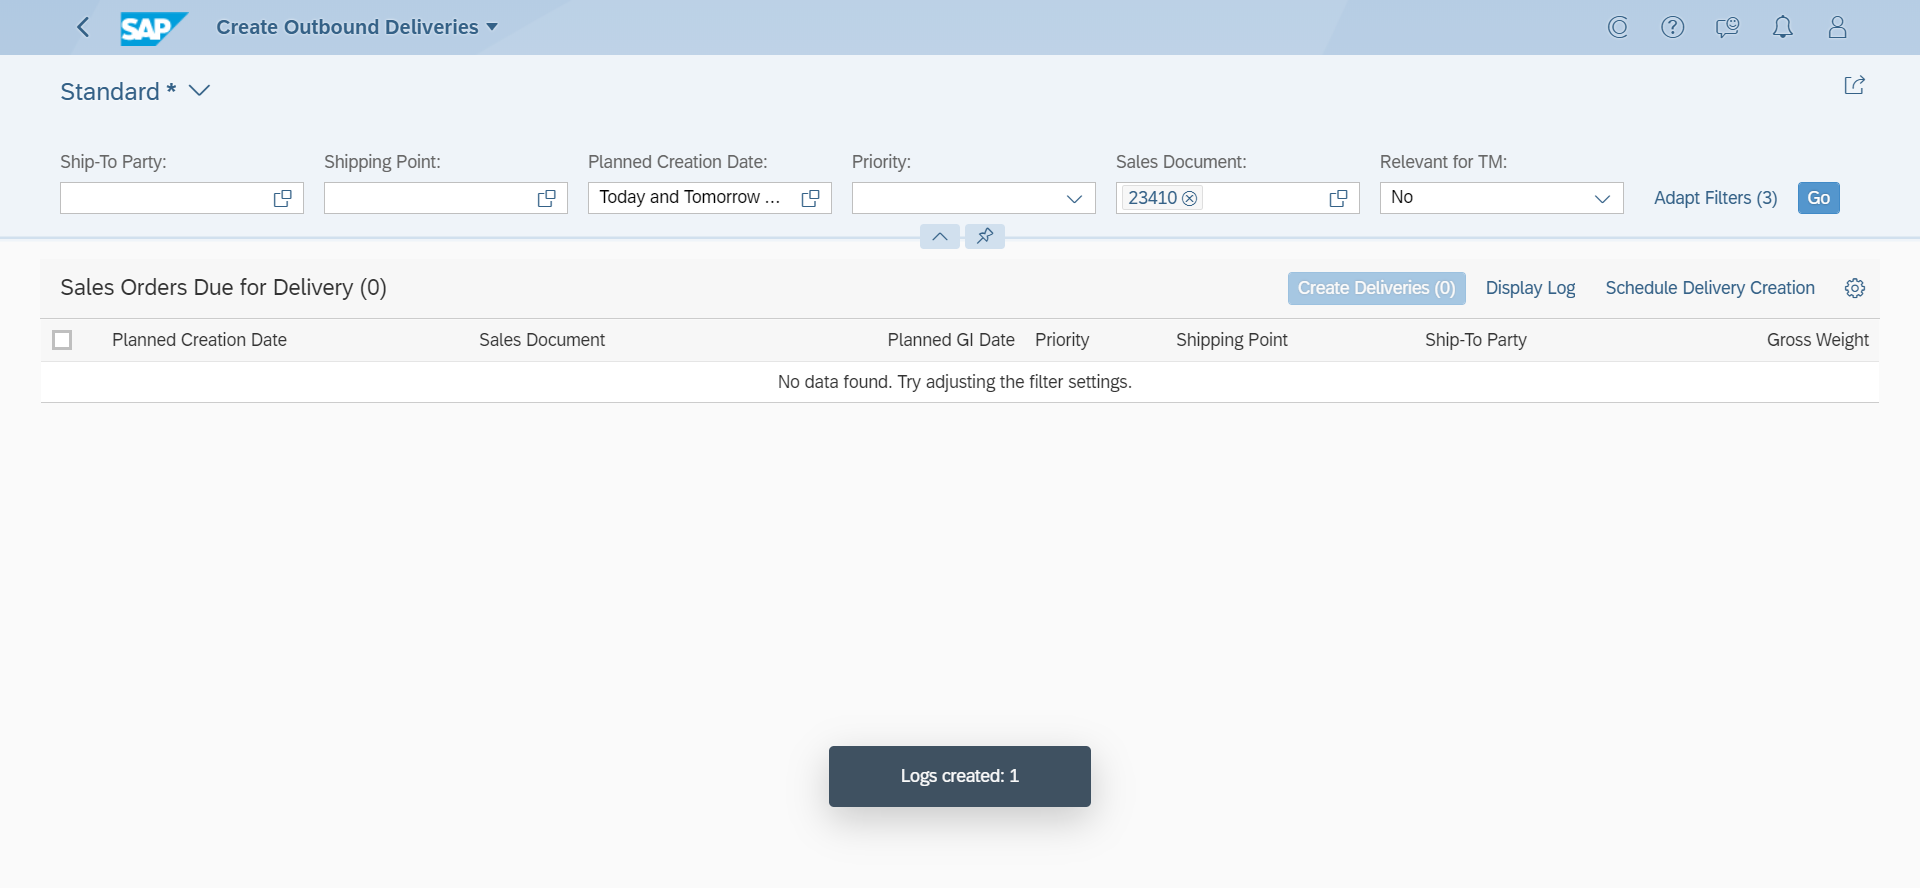 SAP Create Outbound Deliveries
Standard *
Ship-To Party: Shipping Point: Planned Creation Date: Priority: Sales Document: Relevant for TM:
Today and Tomorrow ... 23410 No Adapt Filters (3) Go
Sales Orders Due for Delivery (0) Create Deliveries (0) Display Log Schedule Delivery Creation
Planned Creation Date Sales Document Planned GI Date Priority Shipping Point Ship-To Party Gross Weight
No data found. Try adjusting the filter settings.
Logs created: 1